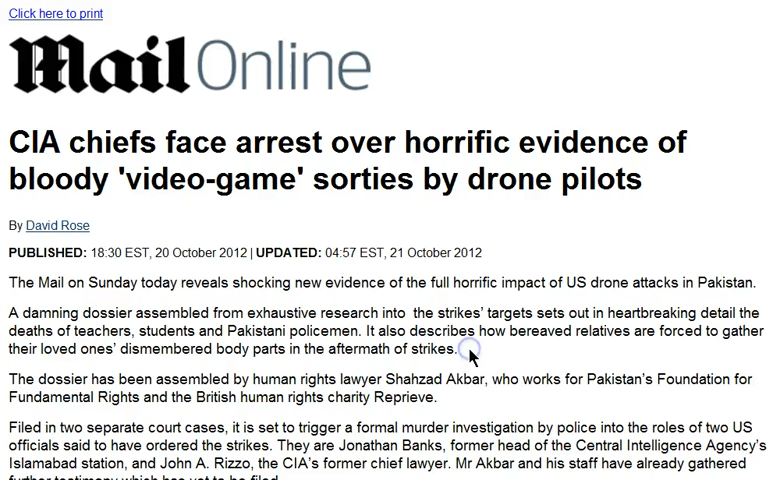 Click here to print
Mail Online
CIA chiefs face arrest over horrific evidence of
bloody 'video-game' sorties by drone pilots
By David Rose
PUBLISHED: 18:30 EST, 20 October 2012 | UPDATED: 04:57 EST, 21 October 2012
The Mail on Sunday today reveals shocking new evidence of the full horrific impact of US drone attacks in Pakistan.
A damning dossier assembled from exhaustive research into  the strikes’ targets sets out in heartbreaking detail the
deaths of teachers, students and Pakistani policemen. It also describes how bereaved relatives are forced to gather
their loved ones’ dismembered body parts in the aftermath of strikes.
The dossier has been assembled by human rights lawyer Shahzad Akbar, who works for Pakistan’s Foundation for
Fundamental Rights and the British human rights charity Reprieve.
Filed in two separate court cases, it is set to trigger a formal murder investigation by police into the roles of two US
officials said to have ordered the strikes. They are Jonathan Banks, former head of the Central Intelligence Agency’s
Islamabad station, and John A. Rizzo, the CIA’s former chief lawyer. Mr Akbar and his staff have already gathered
further testimony which has yet to be filed.